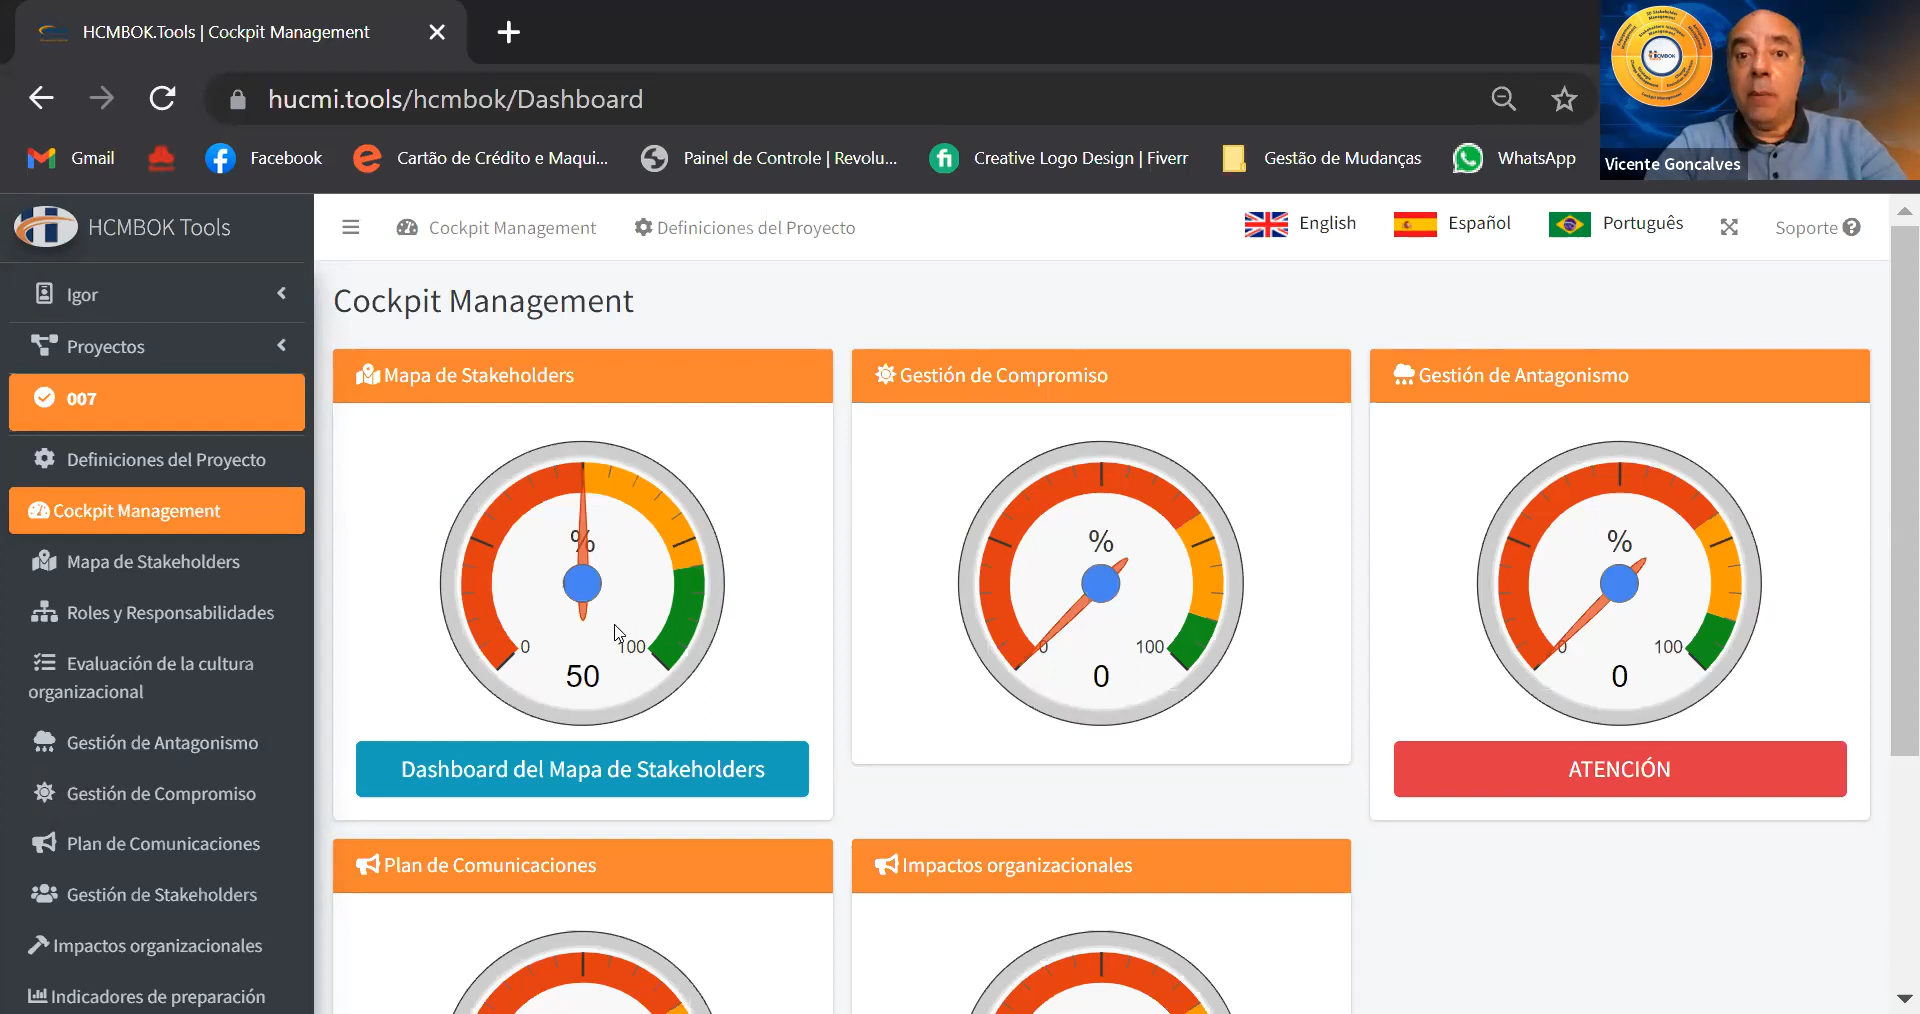 HCMBOK.Tools | Cockpit Management
hucmi.tools/hcmbok/Dashboard
Gmail
Facebook
Cartão de Crédito e Maqui...
Painel de Controle | Revolu...
Creative Logo Design | Fiverr
Gestão de Mudanças
WhatsApp
HCMBOK
Vicente Goncalves
HCMBOK Tools
Cockpit Management
Definiciones del Proyecto
English
Español
Português
Soporte
Igor
Proyectos
007
Definiciones del Proyecto
Cockpit Management
Mapa de Stakeholders
Roles y Responsabilidades
Evaluación de la cultura
organizacional
Gestión de Antagonismo
Gestión de Compromiso
Plan de Comunicaciones
Gestión de Stakeholders
Impactos organizacionales
Indicadores de preparación
Cockpit Management
Mapa de Stakeholders
%
0
100
50
Dashboard del Mapa de Stakeholders
Gestión de Compromiso
%
0
100
0
Gestión de Antagonismo
%
0
100
0
ATENCIÓN
Plan de Comunicaciones
Impactos organizacionales